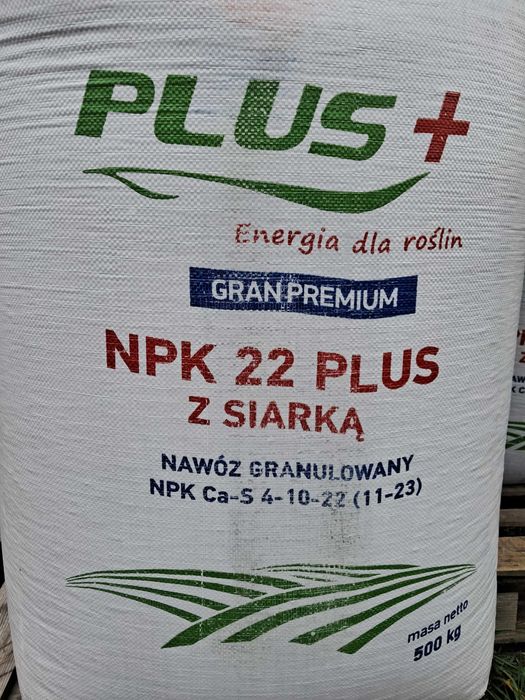 PLUS+
Energia dla roślin
GRAN PREMIUM
NPK 22 PLUS
Z SIARKĄ
NAWÓZ GRANULOWANY
NPK Ca-S 4-10-22 (11-23)
masa netto
500 kg